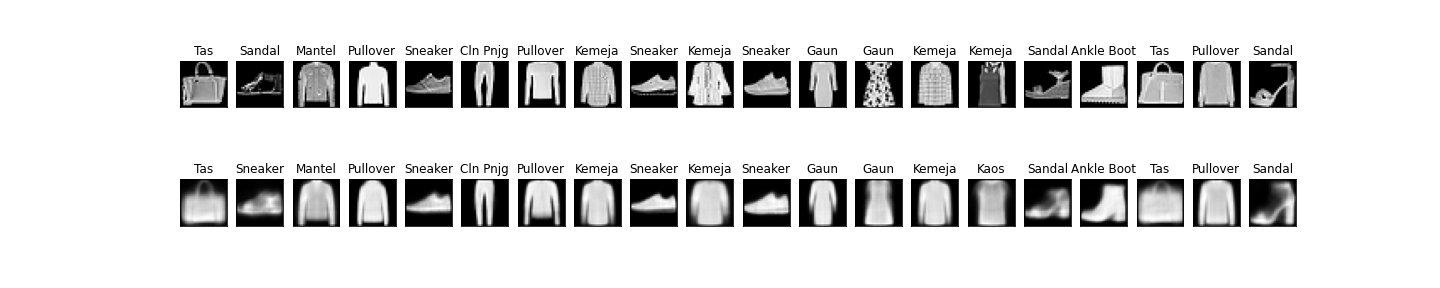 Tas Sandal Mantel Pullover Sneaker Cln Pnjg Pullover Kemeja Sneaker Kemeja Sneaker Gaun Gaun Kemeja Kemeja Sandal Ankle Boot Tas Pullover Sandal
Tas Sneaker Mantel Pullover Sneaker Cln Pnjg Pullover Kemeja Sneaker Kemeja Sneaker Gaun Gaun Kemeja Kaos Sandal Ankle Boot Tas Pullover Sandal